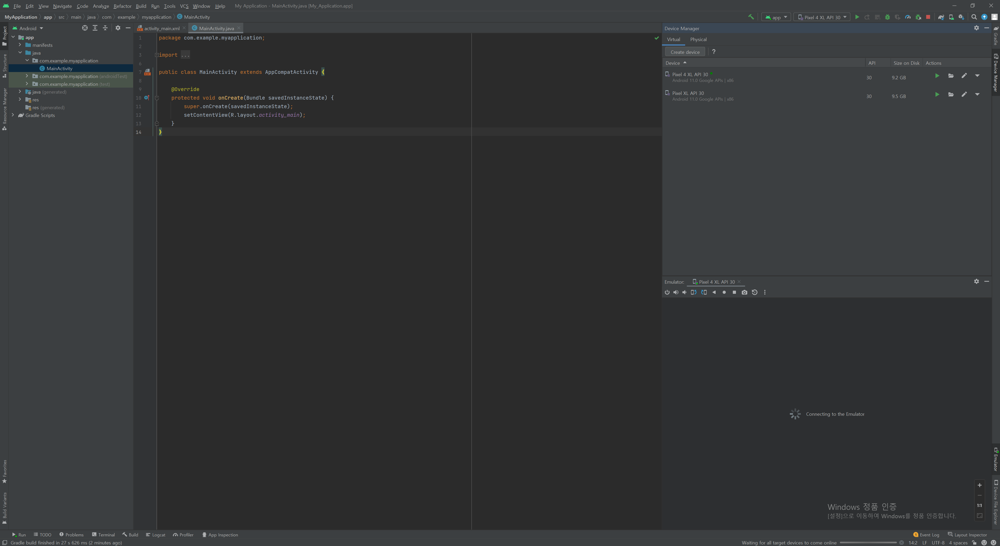 File Edit View Navigate Code Analyze Refactor Build Run Tools VCS Window Help My Application - MainActivity.java [My_Application.app]
MyApplication app src main java com example myapplication MainActivity
app Pixel 4 XL API 30
Project
Structure
Resource Manager
Favorites
Build Variants
Android
app
manifests
java
com.example.myapplication
MainActivity
com.example.myapplication (androidTest)
com.example.myapplication (test)
java (generated)
res
res (generated)
Gradle Scripts
activity_main.xml MainActivity.java
1 package com.example.myapplication;
2
3 import ...
6
7 public class MainActivity extends AppCompatActivity {
8
9 @Override
10 protected void onCreate(Bundle savedInstanceState) {
11 super.onCreate(savedInstanceState);
12 setContentView(R.layout.activity_main);
13 }
14 }
Device Manager
Virtual Physical
Create device ?
Device API Size on Disk Actions
Pixel 4 XL API 30
Android 11.0 Google APIs | x86
30 9.2 GB
Pixel XL API 30
Android 11.0 Google APIs | x86
30 9.5 GB
Emulator: Pixel 4 XL API 30
Connecting to the Emulator
1:1
Windows 정품 인증
[설정]으로 이동하여 Windows를 정품 인증합니다.
Gradle
Device Manager
Emulator
Device File Explorer
Run TODO Problems Terminal Build Logcat Profiler App Inspection
1 Event Log Layout Inspector
Gradle build finished in 27 s 626 ms (2 minutes ago)
Waiting for all target devices to come online 14:2 LF UTF-8 4 spaces